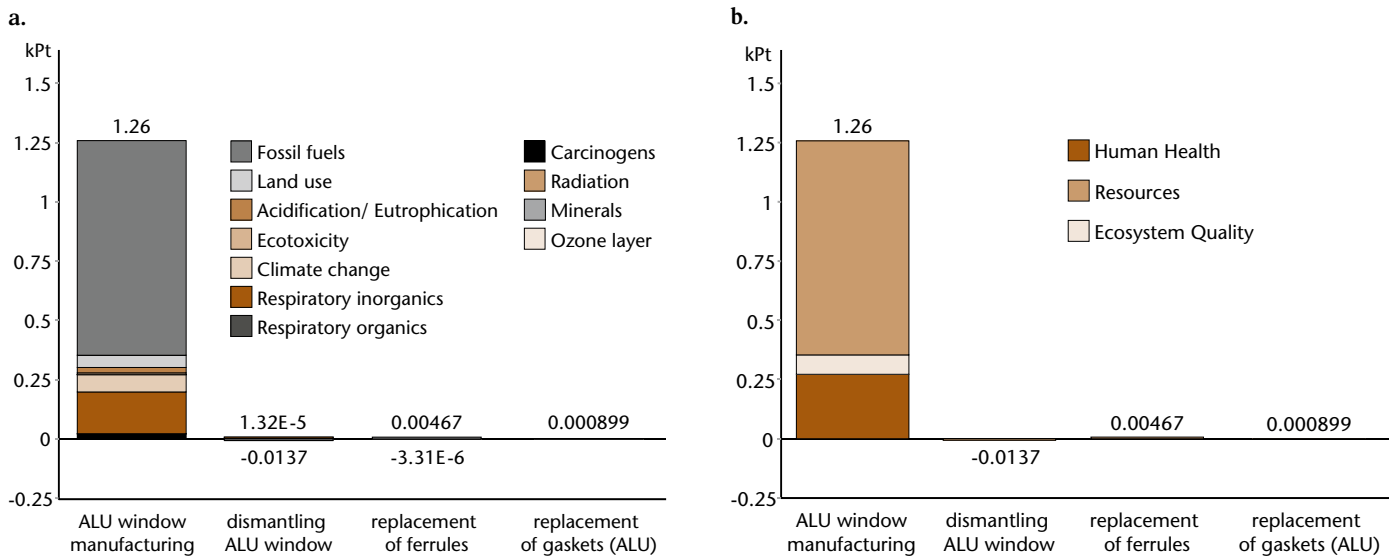 a.
kPt
1.5
1.25
1
0.75
0.5
0.25
0
-0.25
1.26
Fossil fuels
Land use
Acidification/ Eutrophication
Ecotoxicity
Climate change
Respiratory inorganics
Respiratory organics
Carcinogens
Radiation
Minerals
Ozone layer
1.32E-5
-0.0137
0.00467
-3.31E-6
0.000899
ALU window
manufacturing
dismantling
ALU window
replacement
of ferrules
replacement
of gaskets (ALU)
b.
kPt
1.5
1.25
1
0.75
0.5
0.25
0
-0.25
1.26
Human Health
Resources
Ecosystem Quality
-0.0137
0.00467
0.000899
ALU window
manufacturing
dismantling
ALU window
replacement
of ferrules
replacement
of gaskets (ALU)